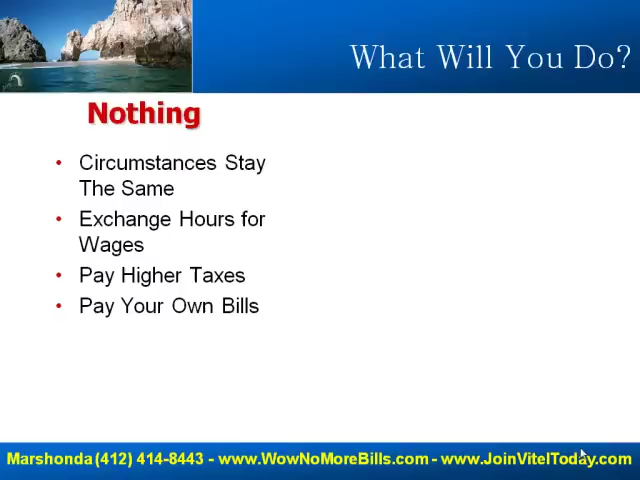 What Will You Do?
Nothing
• Circumstances Stay
The Same
• Exchange Hours for
Wages
• Pay Higher Taxes
• Pay Your Own Bills
Marshonda (412) 414-8443 - www.WowNoMoreBills.com - www.JoinVitelToday.com